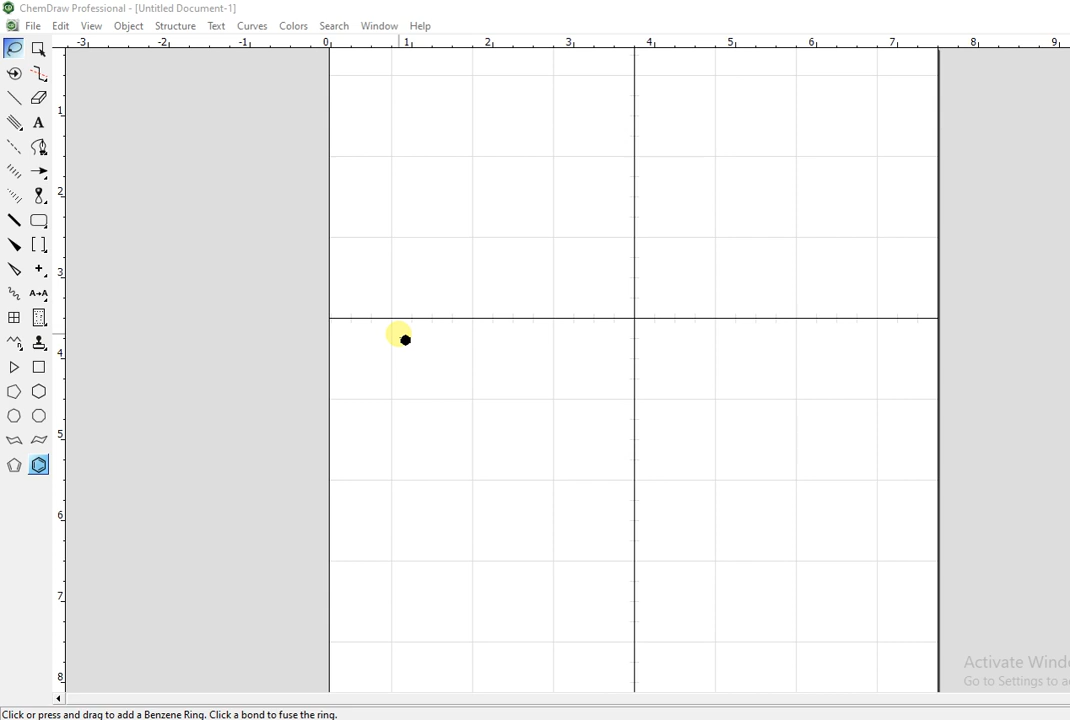 ChemDraw Professional - [Untitled Document-1]
File Edit View Object Structure Text Curves Colors Search Window Help
-3 -2 -1 0 1 2 3 4 5 6 7 8 9
1
2
3
4
5
6
7
8
A
A→A
Activate Wind
Go to Settings to a
Click or press and drag to add a Benzene Ring. Click a bond to fuse the ring.